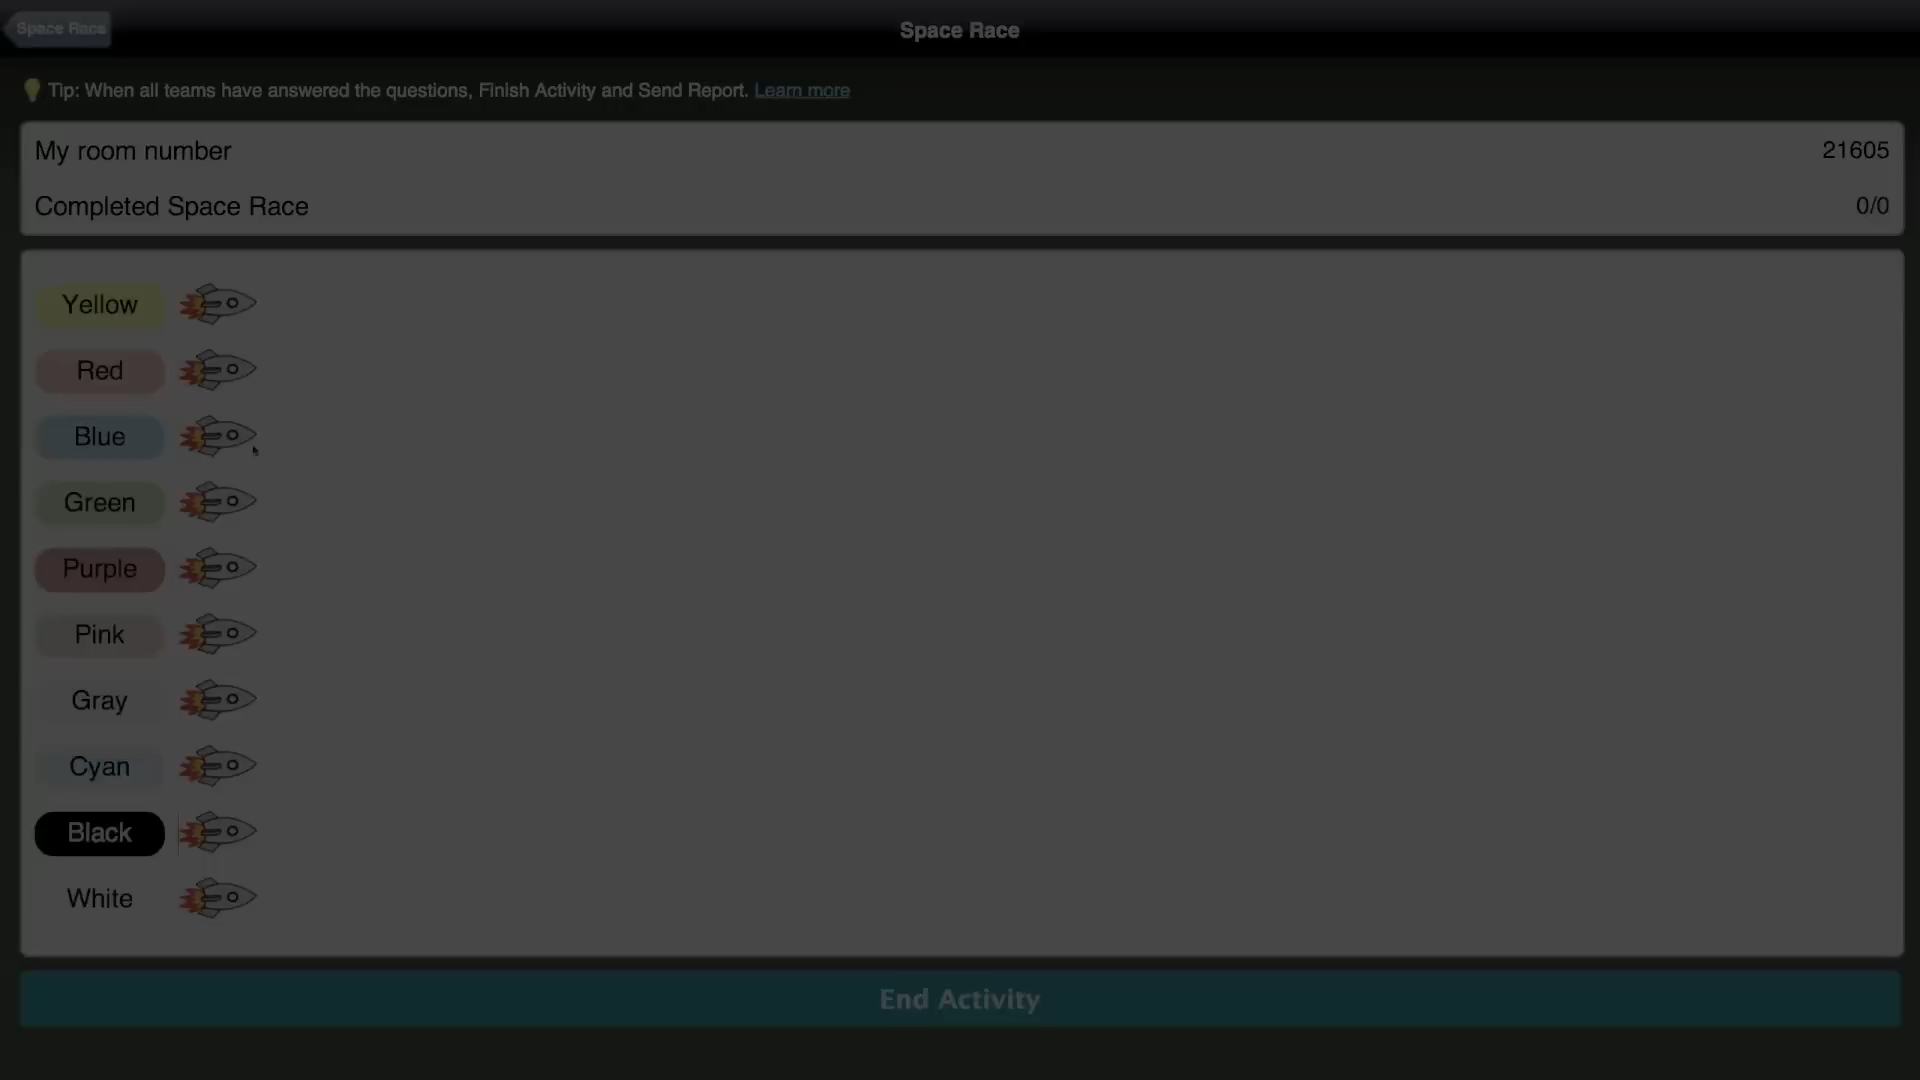 Space Race
Space Race
Tip: When all teams have answered the questions, Finish Activity and Send Report. Learn more
My room number 21605
Completed Space Race 0/0
Yellow
Red
Blue
Green
Purple
Pink
Gray
Cyan
Black
White
End Activity